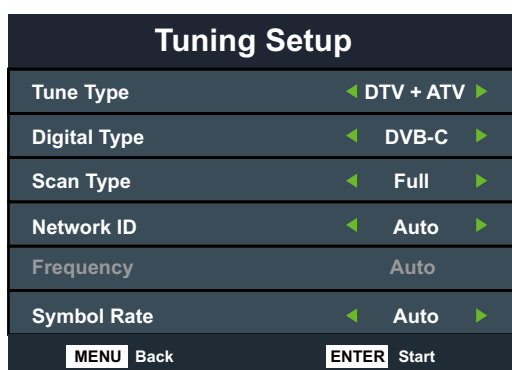 Tuning Setup
Tune Type DTV + ATV
Digital Type DVB-C
Scan Type Full
Network ID Auto
Frequency Auto
Symbol Rate Auto
MENU Back ENTER Start